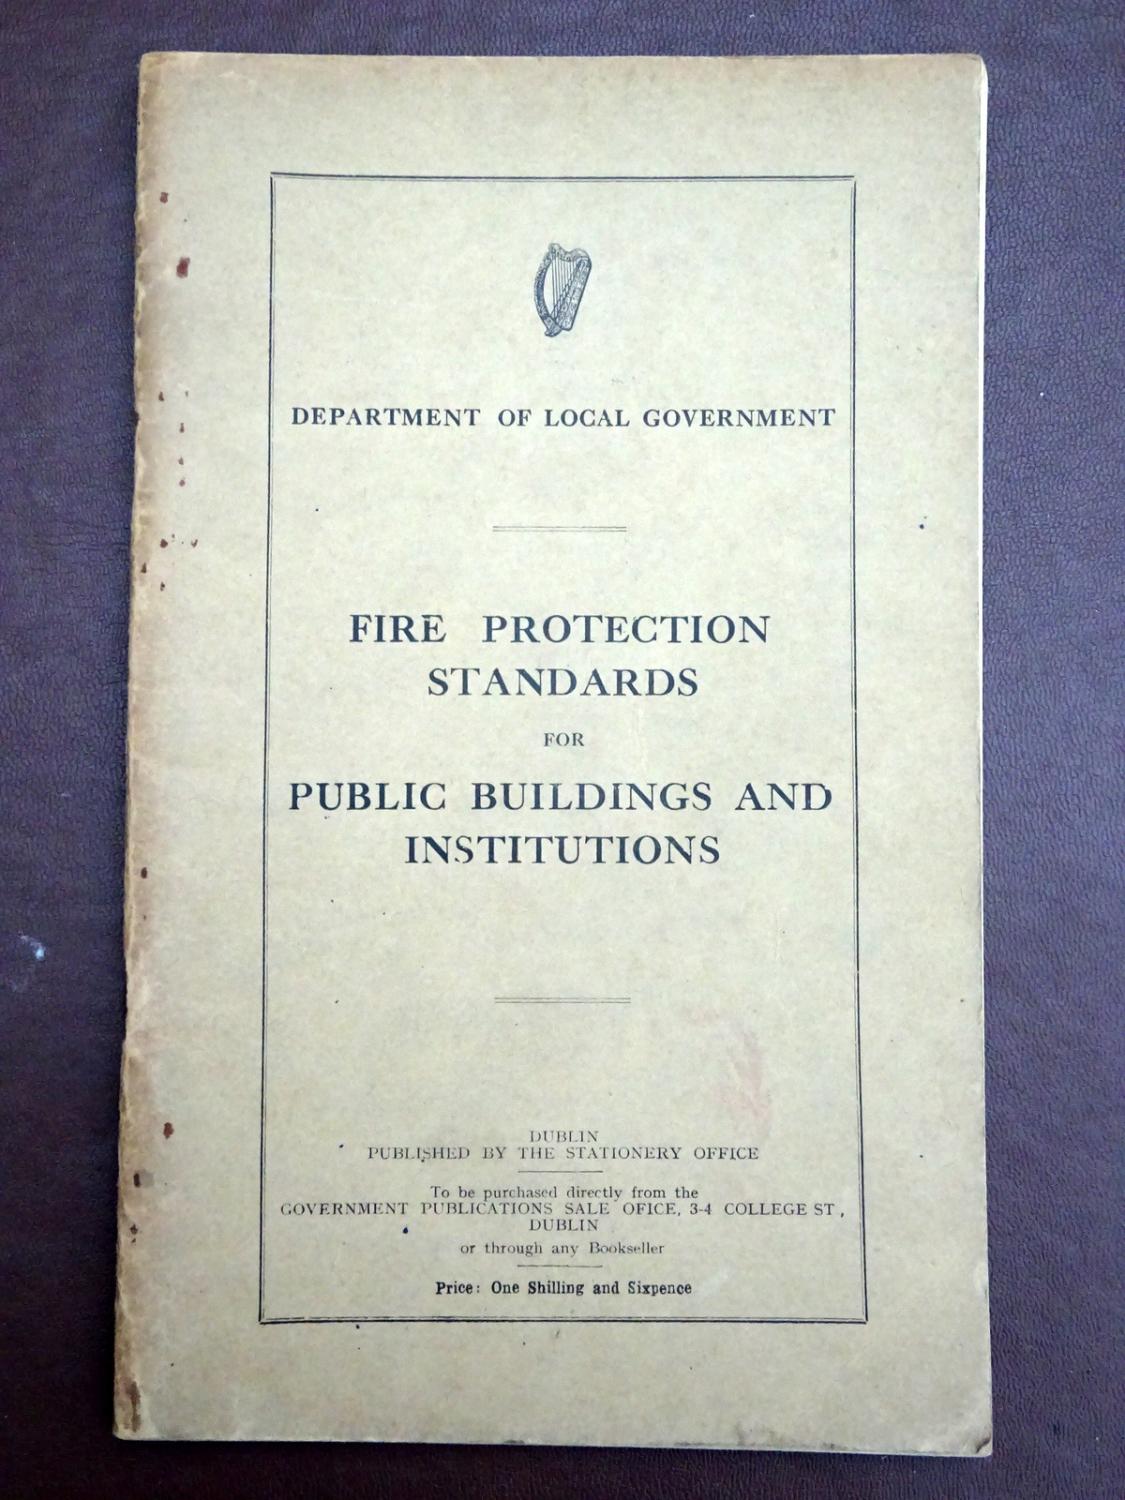 DEPARTMENT OF LOCAL GOVERNMENT
FIRE PROTECTION
STANDARDS
FOR
PUBLIC BUILDINGS AND
INSTITUTIONS
DUBLIN
PUBLISHED BY THE STATIONERY OFFICE
To be purchased directly from the
GOVERNMENT PUBLICATIONS SALE OFICE, 3-4 COLLEGE ST,
DUBLIN
or through any Bookseller
Price: One Shilling and Sixpence